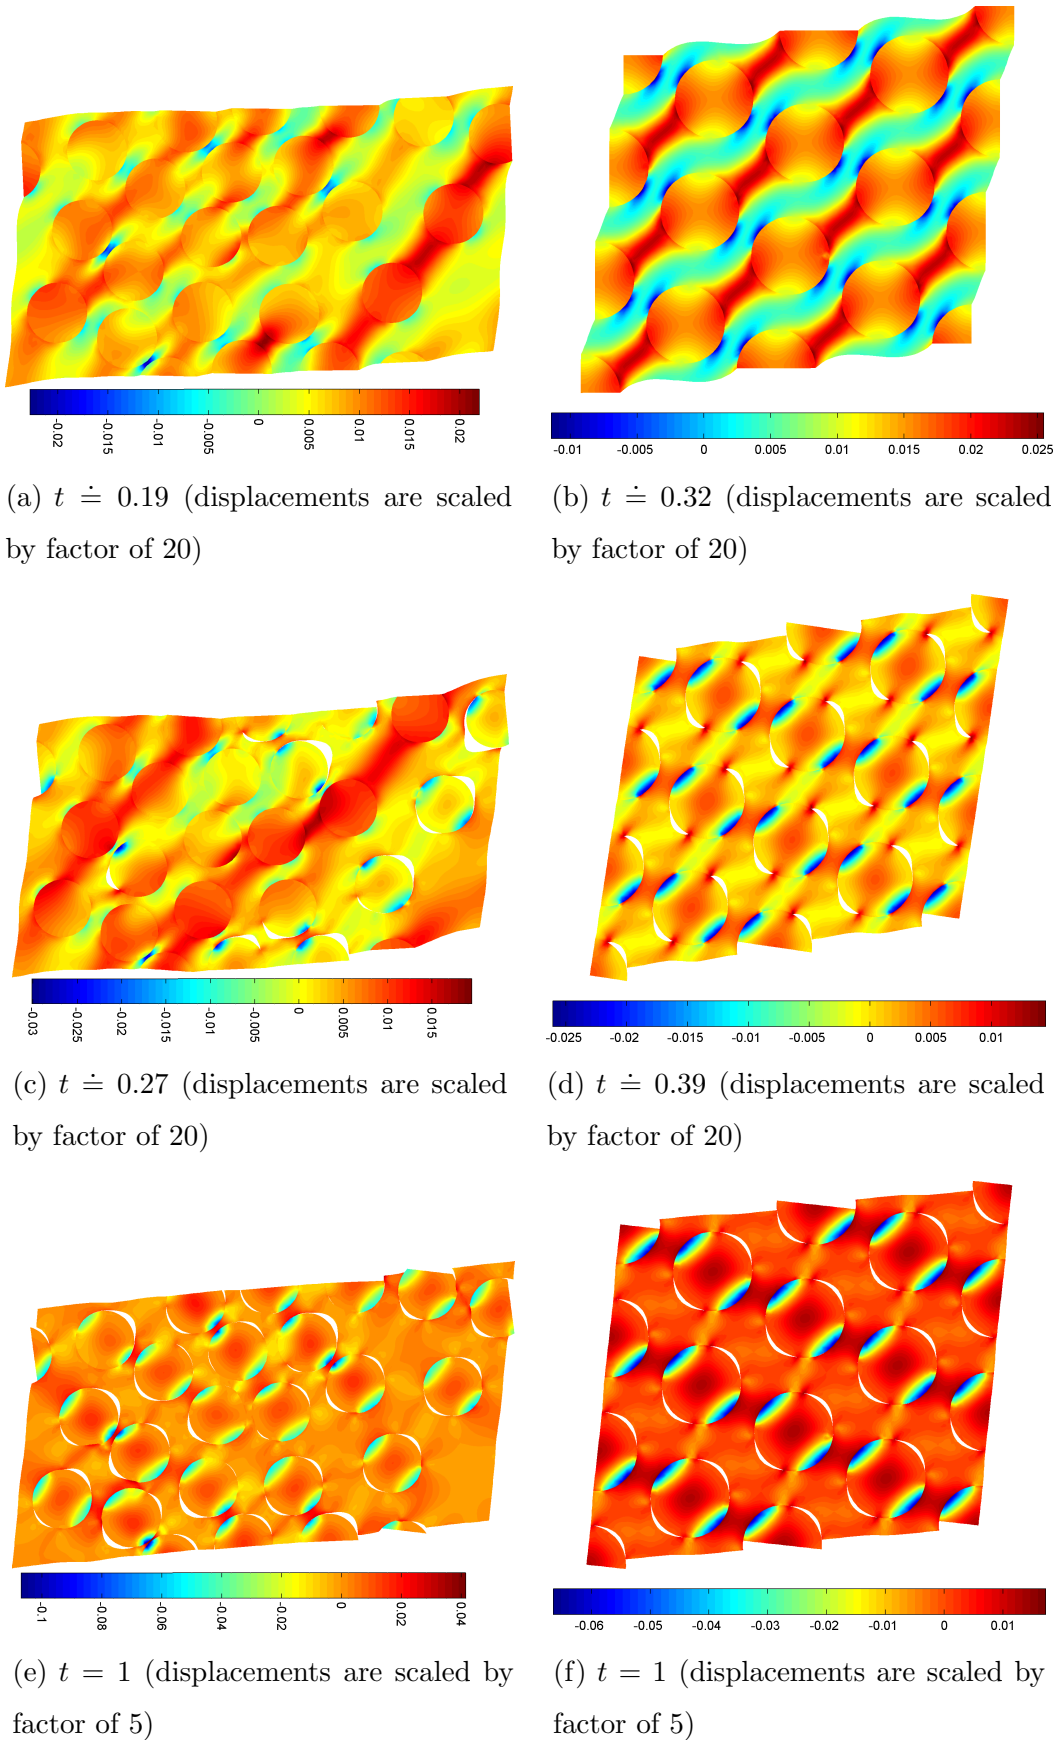 -0.02 -0.015 -0.01 -0.005 0 0.005 0.01 0.015 0.02
-0.01 -0.005 0 0.005 0.01 0.015 0.02 0.025
(a) t ≐ 0.19 (displacements are scaled
by factor of 20)
(b) t ≐ 0.32 (displacements are scaled
by factor of 20)
-0.03 -0.025 -0.02 -0.015 -0.01 -0.005 0 0.005 0.01 0.015
-0.025 -0.02 -0.015 -0.01 -0.005 0 0.005 0.01
(c) t ≐ 0.27 (displacements are scaled
by factor of 20)
(d) t ≐ 0.39 (displacements are scaled
by factor of 20)
-0.1 -0.08 -0.06 -0.04 -0.02 0 0.02 0.04
-0.06 -0.05 -0.04 -0.03 -0.02 -0.01 0 0.01
(e) t = 1 (displacements are scaled by
factor of 5)
(f) t = 1 (displacements are scaled by
factor of 5)